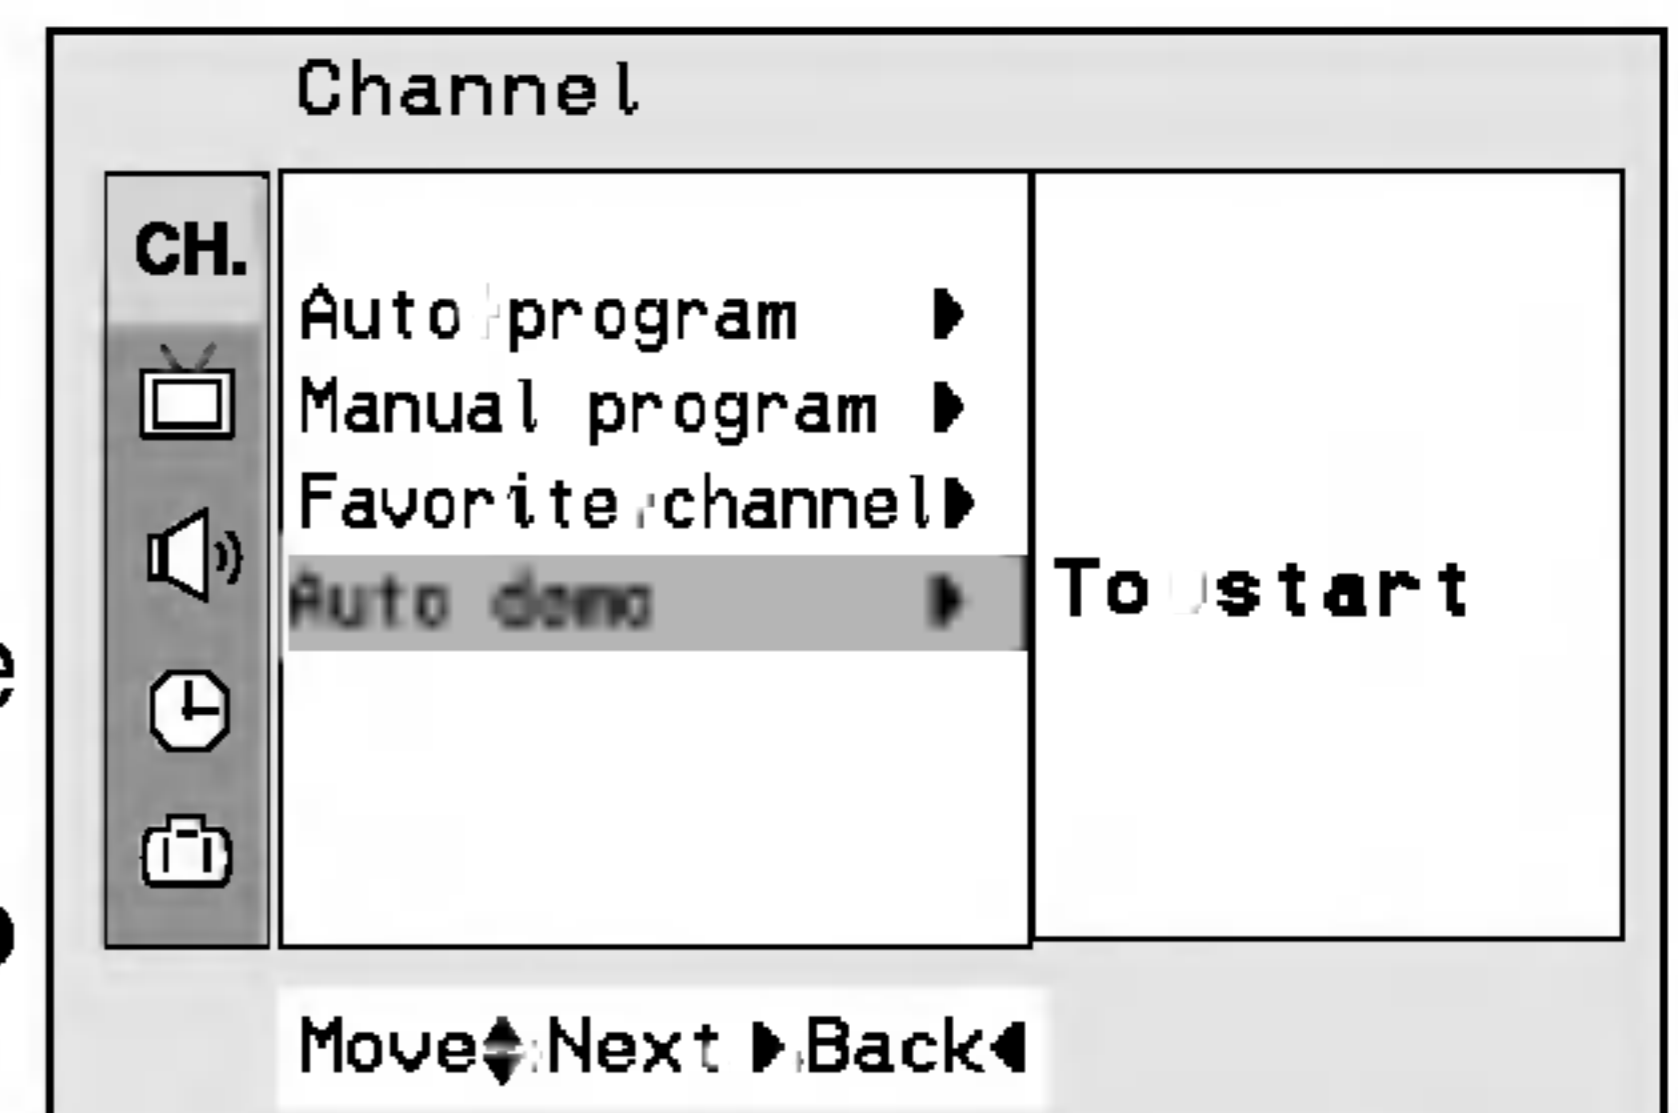 Channel
CH.
Auto program
Manual program
Favorite channel
Auto demo
To start
Move Next Back